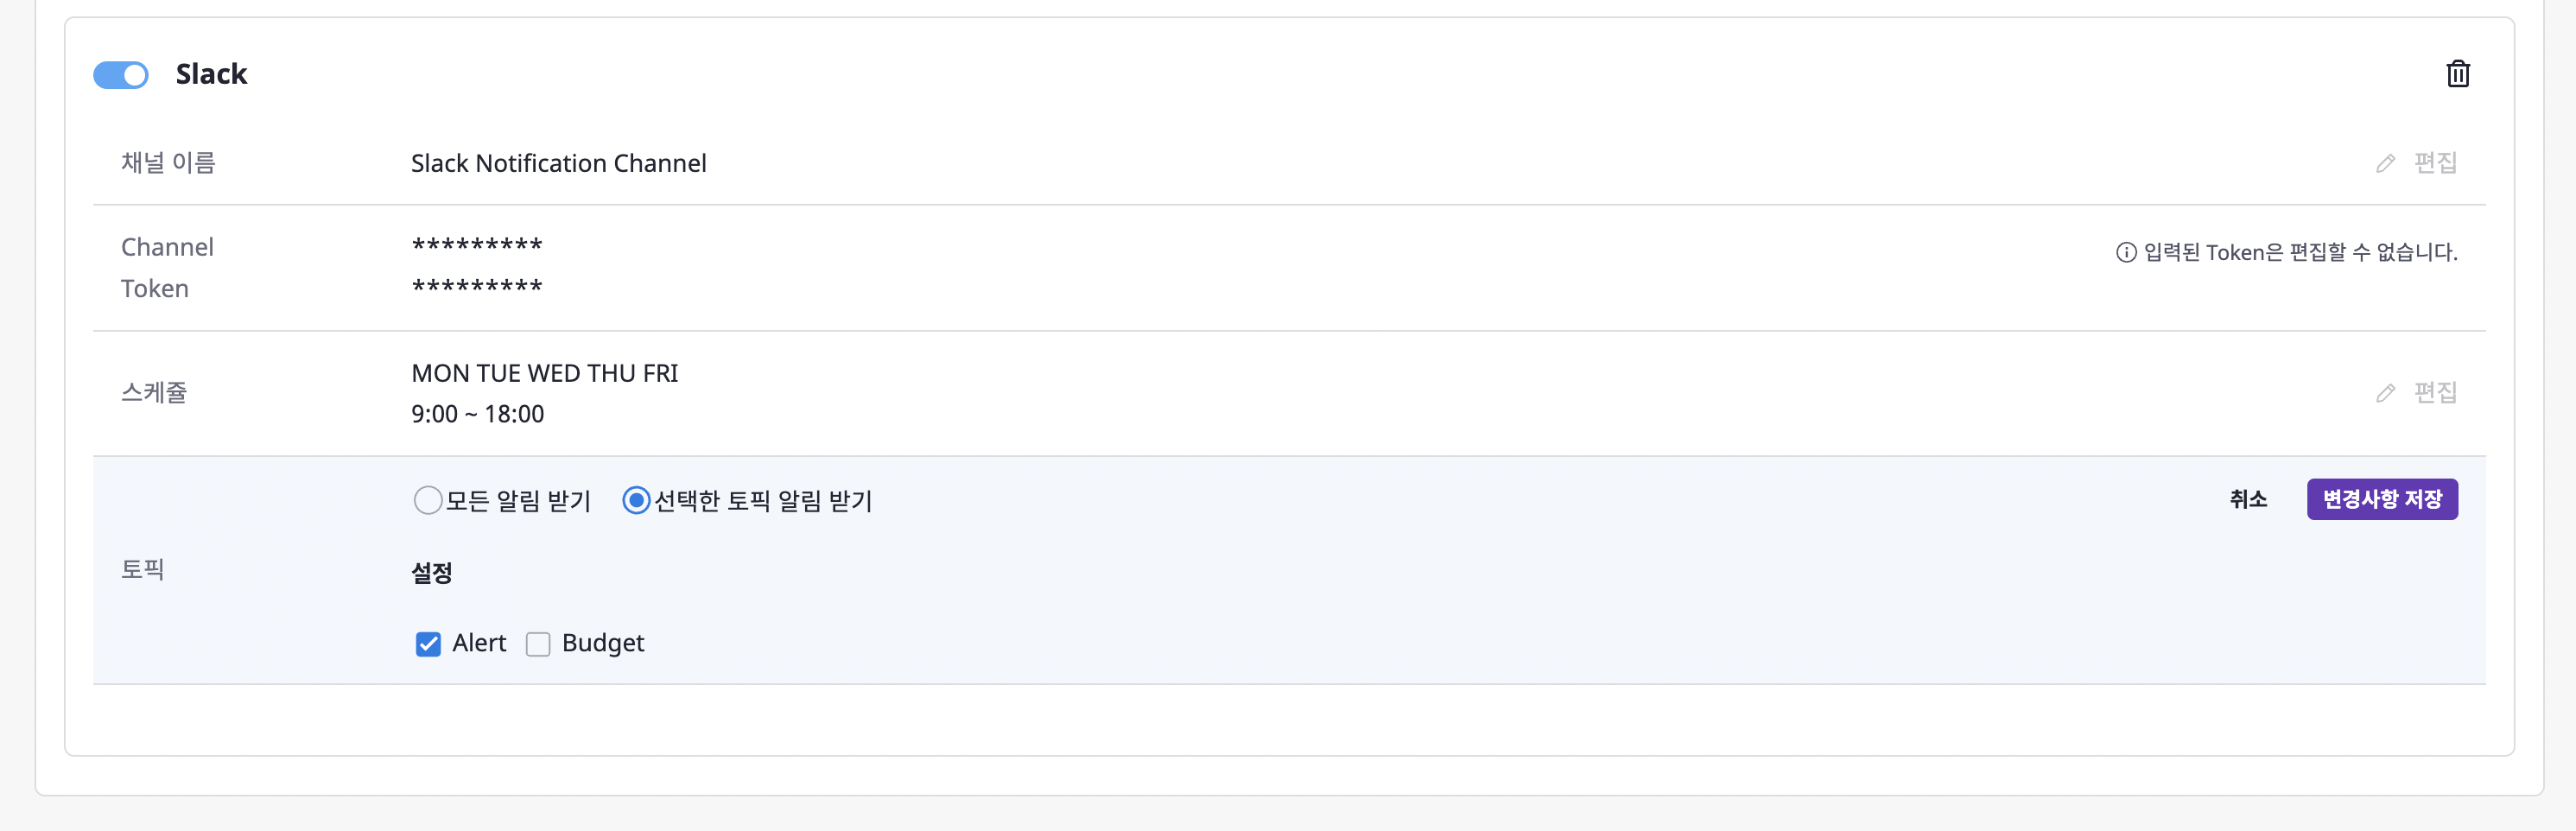 Slack
채널 이름 Slack Notification Channel 편집
Channel ********* 입력된 Token은 편집할 수 없습니다.
Token *********
스케쥴 MON TUE WED THU FRI 편집
9:00 ~ 18:00
모든 알림 받기 선택한 토픽 알림 받기 취소 변경사항 저장
토픽 설정
Alert Budget